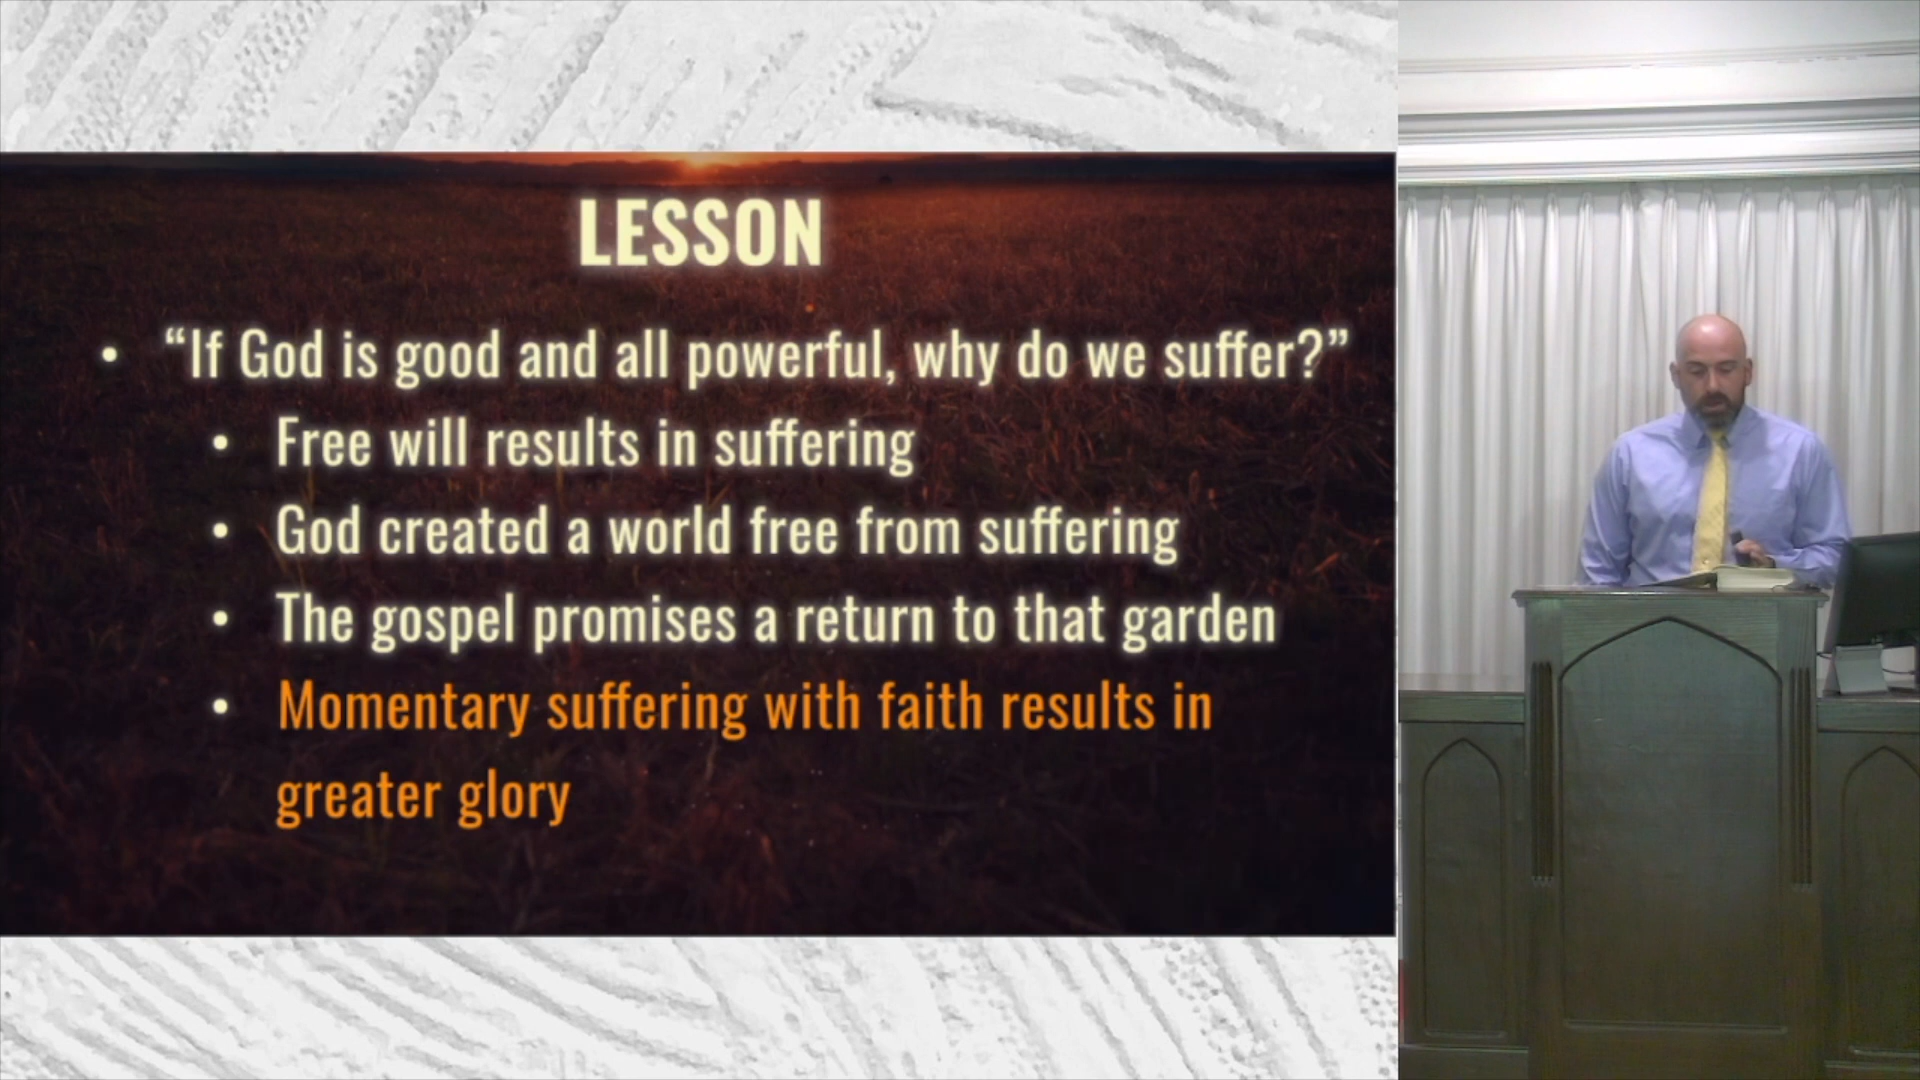 LESSON
• “If God is good and all powerful, why do we suffer?”
• Free will results in suffering
• God created a world free from suffering
• The gospel promises a return to that garden
• Momentary suffering with faith results in
greater glory